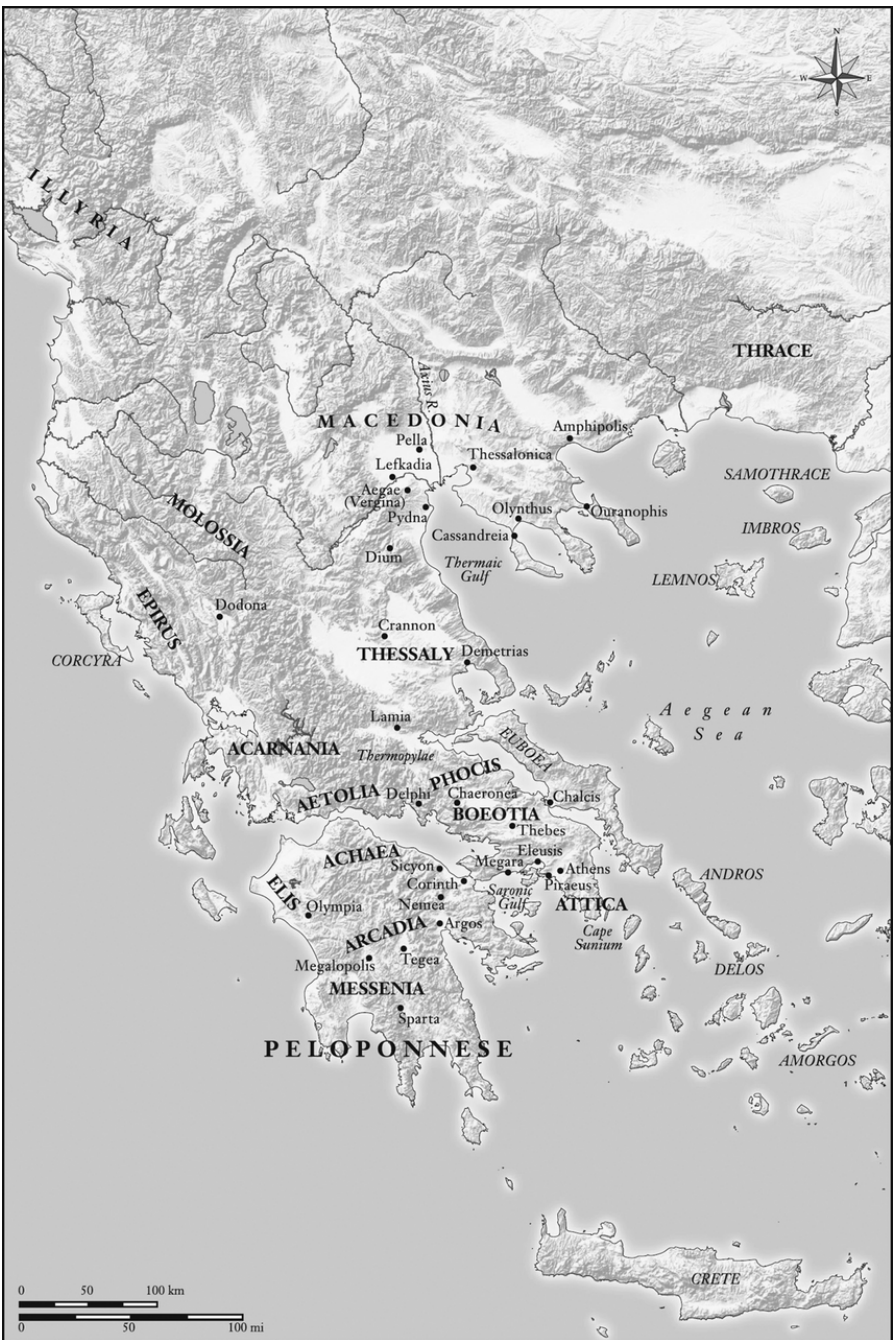 N
W
E
S
ILLYRIA
THRACE
Axius R.
MACEDONIA
Amphipolis
Pella
Thessalonica
Lefkadia
SAMOTHRACE
Aegae
(Vergina)
Olynthus
Ouranophis
MOLOSSIA
Pydna
IMBROS
Cassandreia
Dium
Thermaic
Gulf
LEMNOS
EPIRUS
Dodona
Crannon
CORCYRA
THESSALY
Demetrias
Lamia
Aegean
Sea
ACARNANIA
Thermopylae
EUBOEA
PHOCIS
AETOLIA
Delphi
Chaeronea
Chalcis
BOEOTIA
Thebes
ACHAEA
Eleusis
Sicyon
Megara
Athens
Corinth
Piraeus
ANDROS
ELIS
Olympia
Nemea
Saronic
Gulf
ATTICA
ARCADIA
Argos
Cape
Sunium
Megalopolis
Tegea
DELOS
MESSENIA
Sparta
PELOPONNESE
AMORGOS
CRETE
0 50 100 km
0 50 100 mi